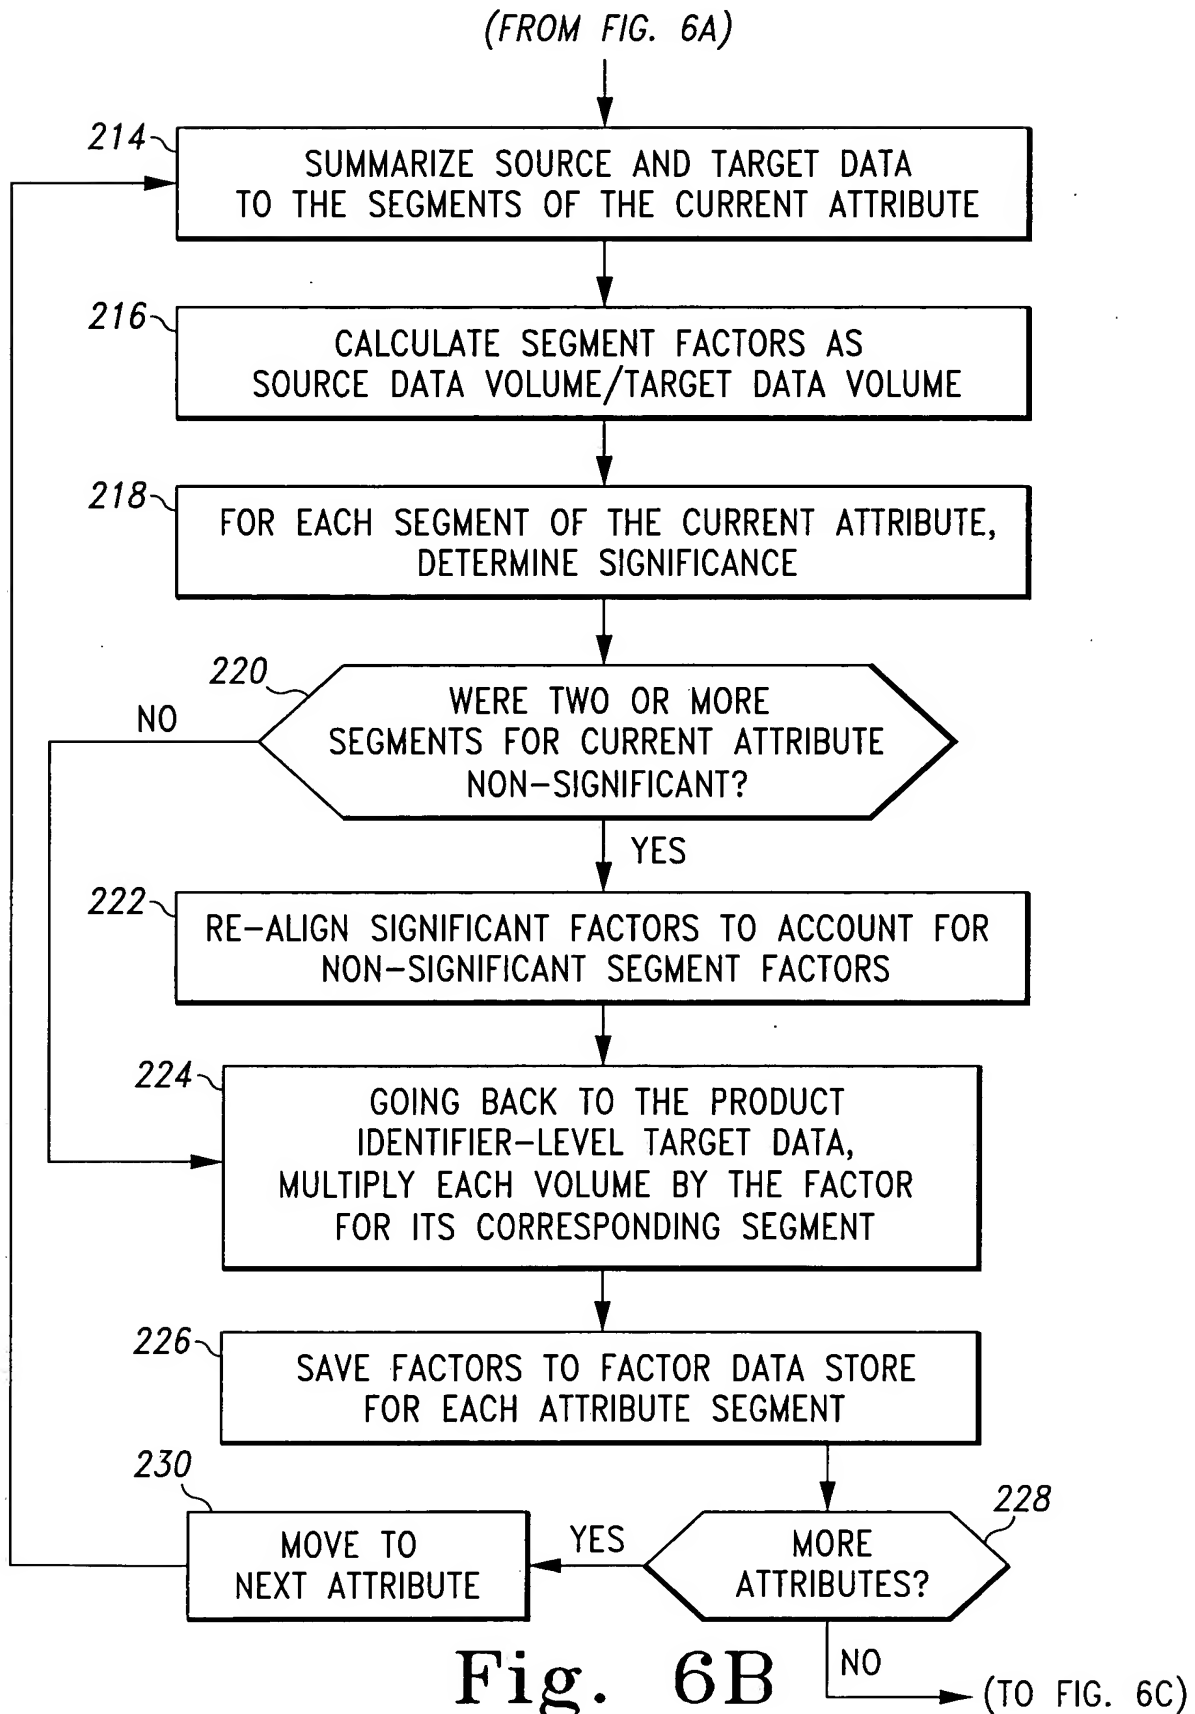 (FROM FIG. 6A)
214
SUMMARIZE SOURCE AND TARGET DATA
TO THE SEGMENTS OF THE CURRENT ATTRIBUTE
216
CALCULATE SEGMENT FACTORS AS
SOURCE DATA VOLUME/TARGET DATA VOLUME
218
FOR EACH SEGMENT OF THE CURRENT ATTRIBUTE,
DETERMINE SIGNIFICANCE
220
NO
WERE TWO OR MORE
SEGMENTS FOR CURRENT ATTRIBUTE
NON-SIGNIFICANT?
YES
222
RE-ALIGN SIGNIFICANT FACTORS TO ACCOUNT FOR
NON-SIGNIFICANT SEGMENT FACTORS
224
GOING BACK TO THE PRODUCT
IDENTIFIER-LEVEL TARGET DATA,
MULTIPLY EACH VOLUME BY THE FACTOR
FOR ITS CORRESPONDING SEGMENT
226
SAVE FACTORS TO FACTOR DATA STORE
FOR EACH ATTRIBUTE SEGMENT
230
MOVE TO
NEXT ATTRIBUTE
YES
228
MORE
ATTRIBUTES?
NO
(TO FIG. 6C)
Fig. 6B